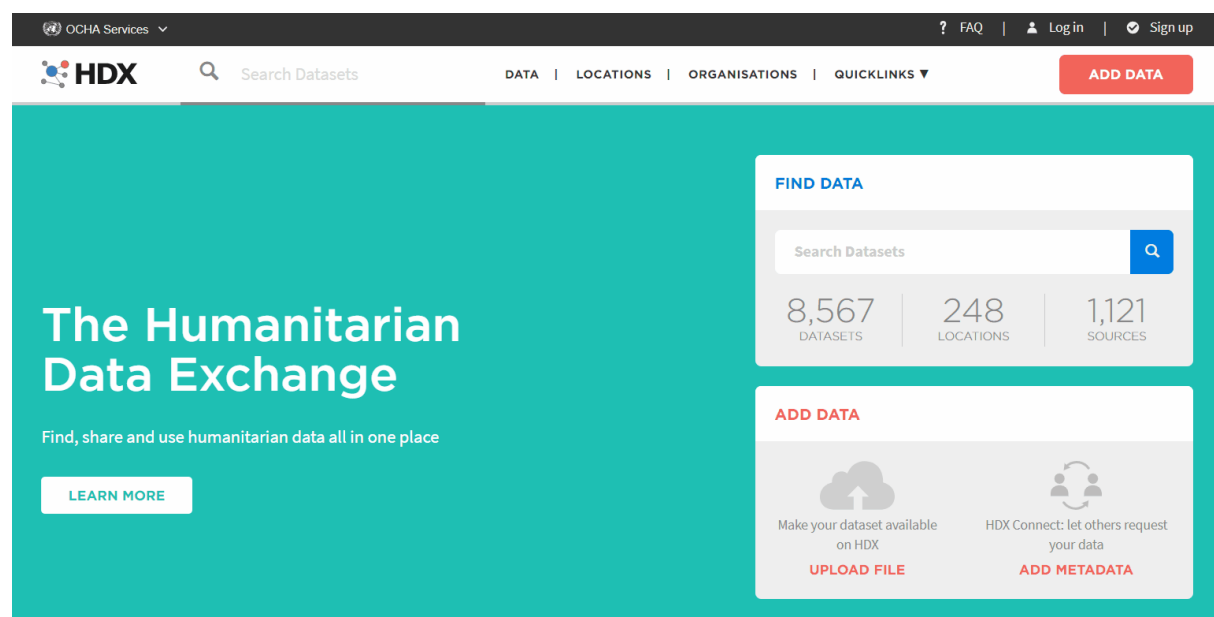 OCHA Services
? FAQ | Log in | Sign up
HDX
Search Datasets
DATA | LOCATIONS | ORGANISATIONS | QUICKLINKS ▼
ADD DATA
The Humanitarian
Data Exchange
Find, share and use humanitarian data all in one place
LEARN MORE
FIND DATA
Search Datasets
8,567 248 1,121
DATASETS LOCATIONS SOURCES
ADD DATA
Make your dataset available
on HDX
UPLOAD FILE
HDX Connect: let others request
your data
ADD METADATA